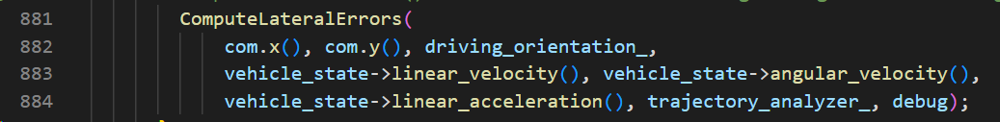 881 ComputeLateralErrors(
882 com.x(), com.y(), driving_orientation_,
883 vehicle_state->linear_velocity(), vehicle_state->angular_velocity(),
884 vehicle_state->linear_acceleration(), trajectory_analyzer_, debug);